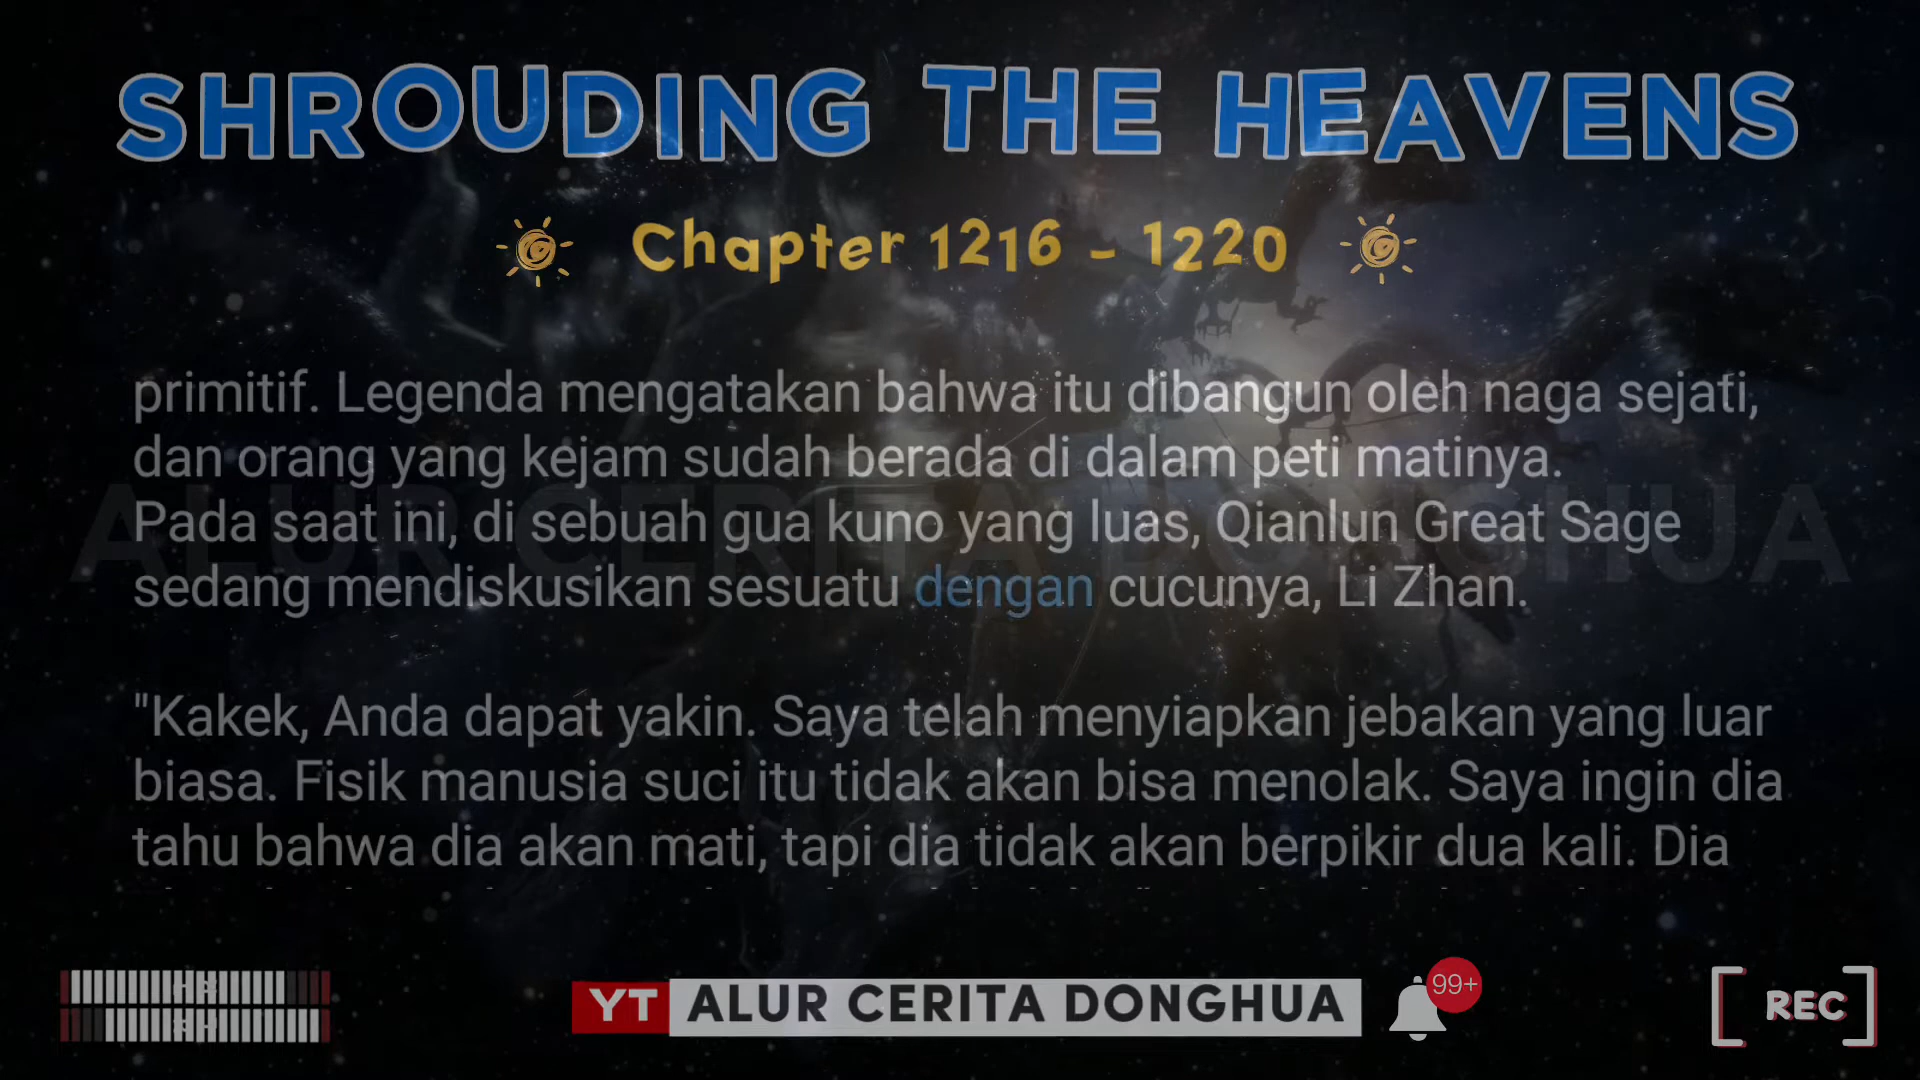 SHROUDING THE HEAVENS
Chapter 1216 - 1220
primitif. Legenda mengatakan bahwa itu dibangun oleh naga sejati,
dan orang yang kejam sudah berada di dalam peti matinya.
Pada saat ini, di sebuah gua kuno yang luas, Qianlun Great Sage
sedang mendiskusikan sesuatu dengan cucunya, Li Zhan.
"Kakek, Anda dapat yakin. Saya telah menyiapkan jebakan yang luar
biasa. Fisik manusia suci itu tidak akan bisa menolak. Saya ingin dia
tahu bahwa dia akan mati, tapi dia tidak akan berpikir dua kali. Dia
ALUR CERITA DONGHUA
YT ALUR CERITA DONGHUA
99+
REC